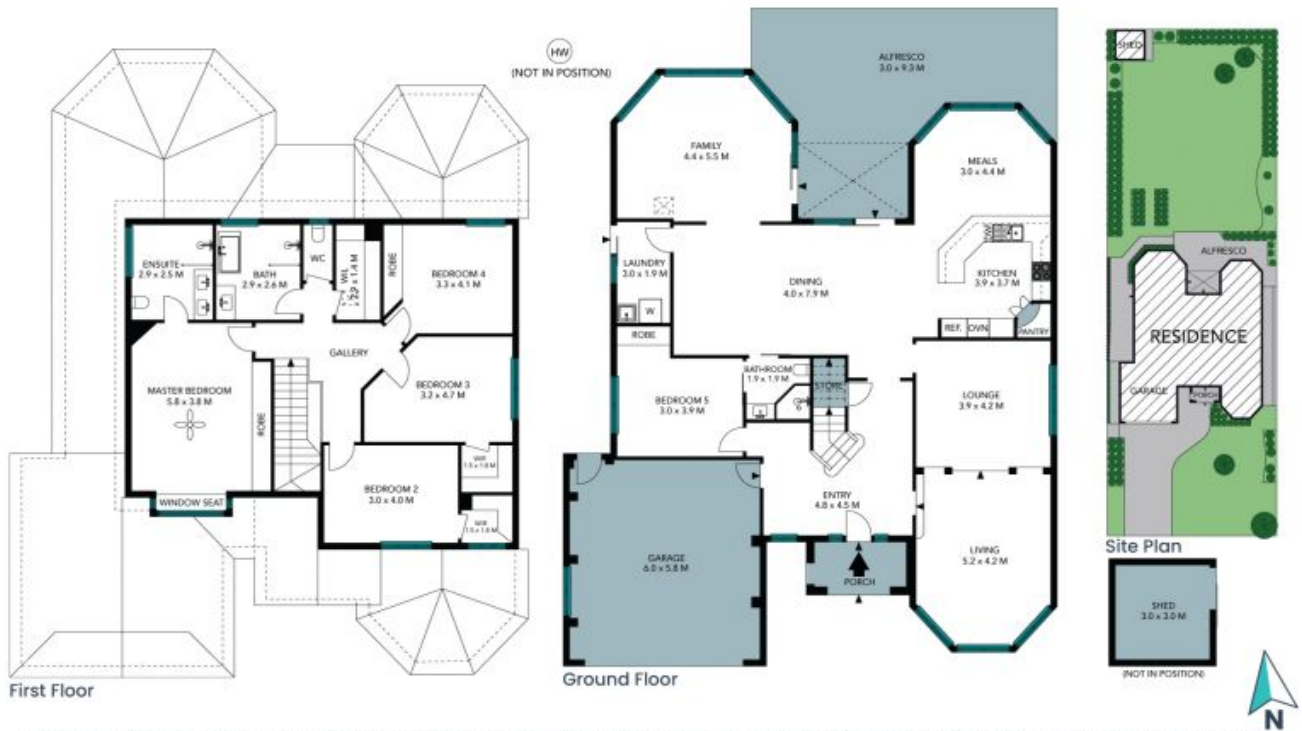 HW
(NOT IN POSITION)
ENSUITE
2.9 x 2.5 M
BATH
2.9 x 2.6 M
WC
WIL
2.9 x 1.4 M
ROBE
BEDROOM 4
3.3 x 4.1 M
GALLERY
MASTER BEDROOM
5.8 x 3.8 M
ROBE
BEDROOM 3
3.2 x 4.7 M
WIR
1.5 x 1.8 M
BEDROOM 2
3.0 x 4.0 M
WIR
1.5 x 1.8 M
WINDOW SEAT
First Floor
ALFRESCO
3.0 x 9.3 M
FAMILY
4.4 x 5.5 M
MEALS
3.0 x 4.4 M
LAUNDRY
3.0 x 1.9 M
W
DINING
4.0 x 7.9 M
DW
KITCHEN
3.9 x 3.7 M
REF.
OVN
PANTRY
ROBE
BATHROOM
1.9 x 1.9 M
STORE
BEDROOM 5
3.0 x 3.9 M
LOUNGE
3.9 x 4.2 M
ENTRY
4.8 x 4.5 M
GARAGE
6.0 x 5.8 M
PORCH
LIVING
5.2 x 4.2 M
Ground Floor
SHED
ALFRESCO
RESIDENCE
GARAGE
PORCH
Site Plan
SHED
3.0 x 3.0 M
(NOT IN POSITION)
N